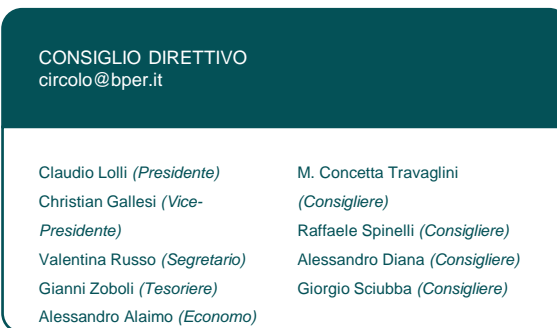 CONSIGLIO DIRETTIVO
circolo@bper.it
Claudio Lolli (Presidente)
Christian Gallesi (Vice-
Presidente)
Valentina Russo (Segretario)
Gianni Zoboli (Tesoriere)
Alessandro Alaimo (Economo)
M. Concetta Travaglini
(Consigliere)
Raffaele Spinelli (Consigliere)
Alessandro Diana (Consigliere)
Giorgio Sciubba (Consigliere)